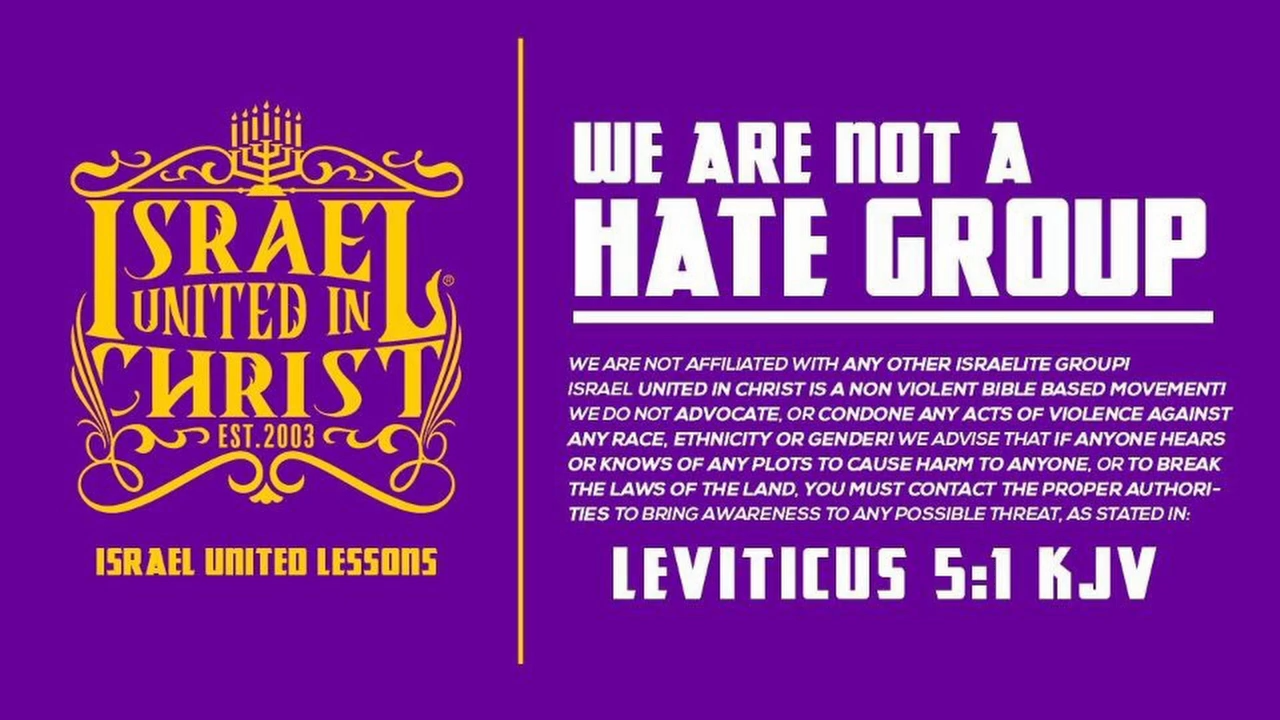 ISRAEL
UNITED IN
CHRIST
EST.2003
®
ISRAEL UNITED LESSONS
WE ARE NOT A
HATE GROUP
WE ARE NOT AFFILIATED WITH ANY OTHER ISRAELITE GROUP!
ISRAEL UNITED IN CHRIST IS A NON VIOLENT BIBLE BASED MOVEMENT!
WE DO NOT ADVOCATE, OR CONDONE ANY ACTS OF VIOLENCE AGAINST
ANY RACE, ETHNICITY OR GENDER! WE ADVISE THAT IF ANYONE HEARS
OR KNOWS OF ANY PLOTS TO CAUSE HARM TO ANYONE, OR TO BREAK
THE LAWS OF THE LAND, YOU MUST CONTACT THE PROPER AUTHORI-
TIES TO BRING AWARENESS TO ANY POSSIBLE THREAT, AS STATED IN:
LEVITICUS 5:1 KJV